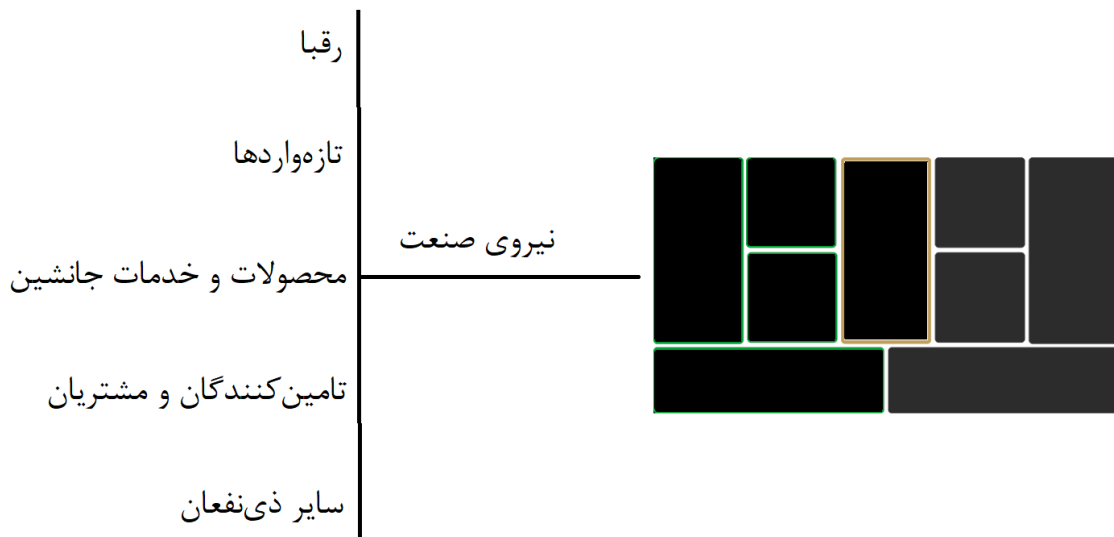 رقبا
تازه‌واردها
نیروی صنعت
محصولات و خدمات جانشین
تامین‌کنندگان و مشتریان
سایر ذی‌نفعان